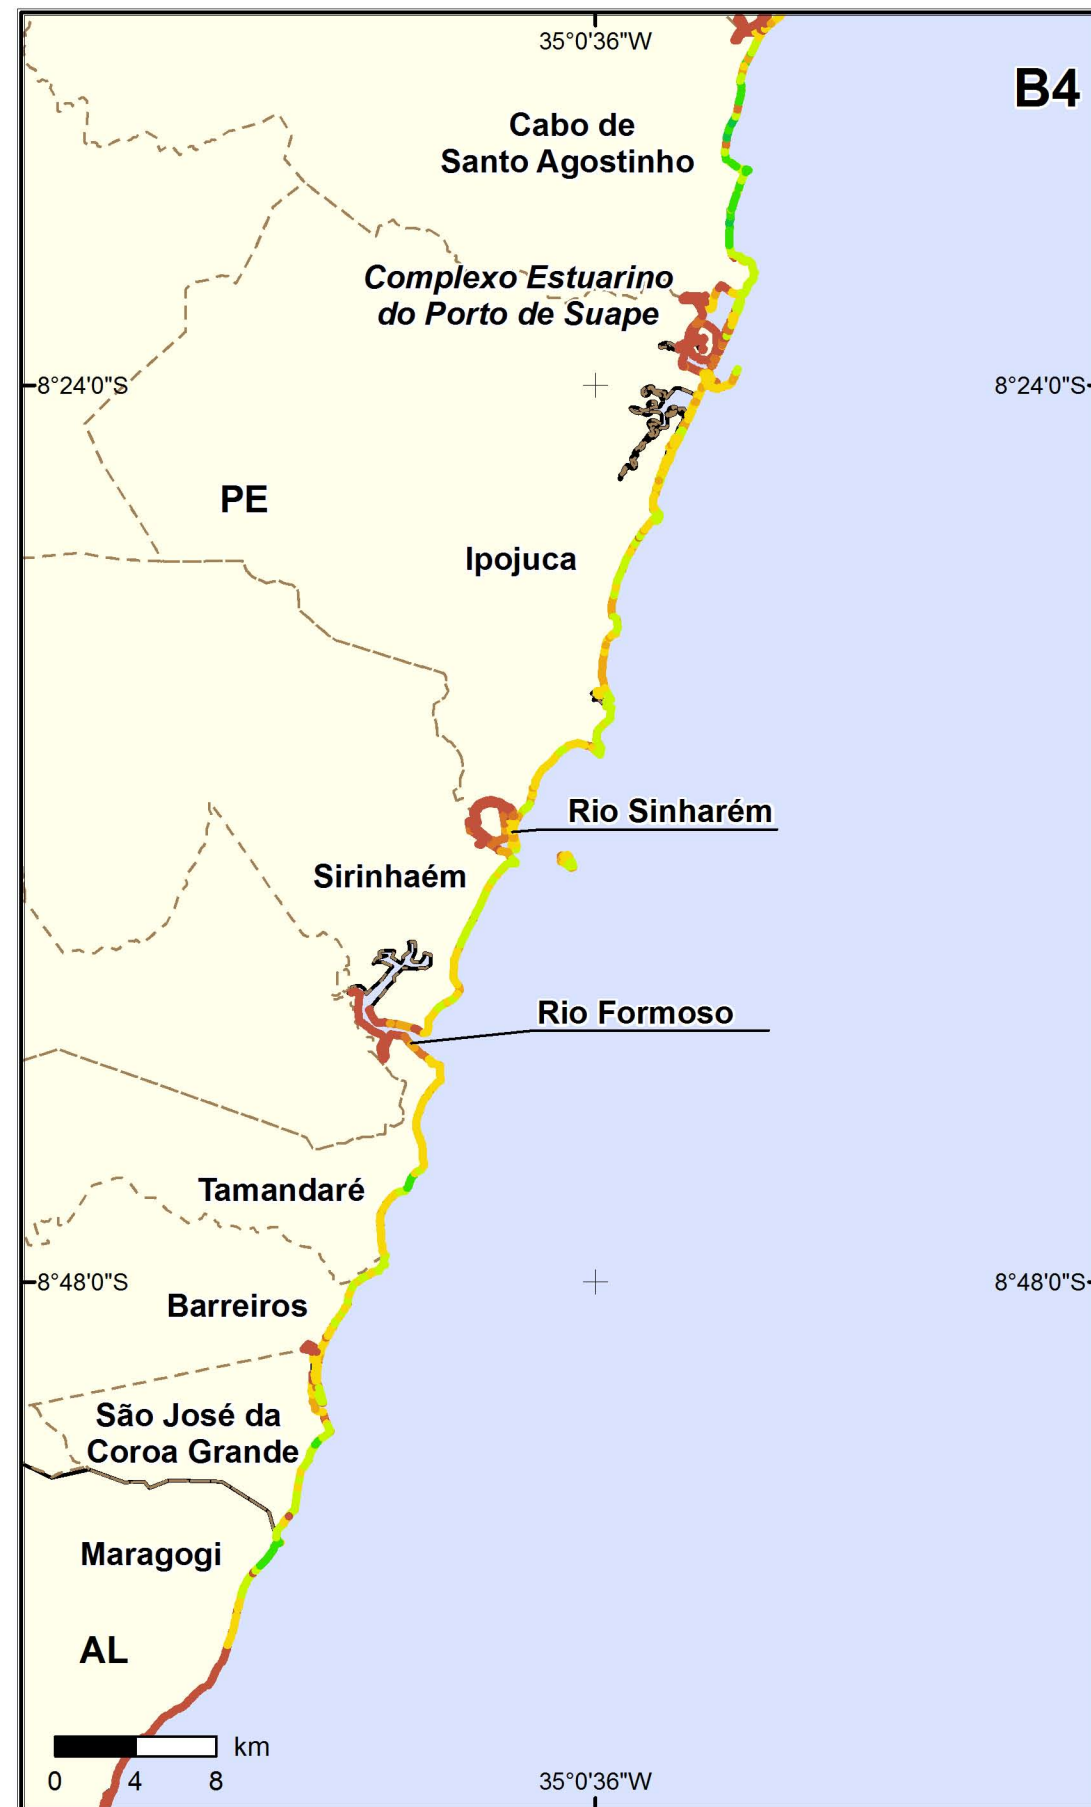 35°0'36"W
B4
Cabo de
Santo Agostinho
Complexo Estuarino
do Porto de Suape
8°24'0"S
8°24'0"S
PE
Ipojuca
Rio Sinharém
Sirinhaém
Rio Formoso
Tamandaré
8°48'0"S
8°48'0"S
Barreiros
São José da
Coroa Grande
Maragogi
AL
km
0 4 8
35°0'36"W